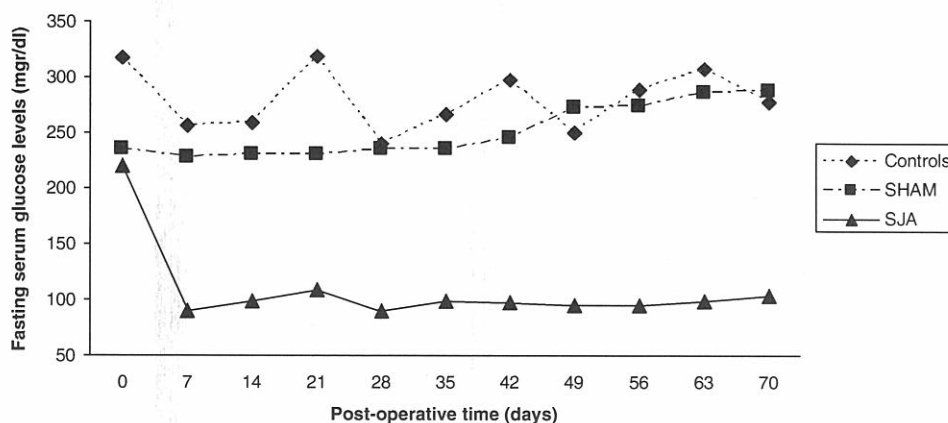 Fasting serum glucose levels (mgr/dl)
350
300
250
200
150
100
50
0 7 14 21 28 35 42 49 56 63 70
Post-operative time (days)
Controls
SHAM
SJA